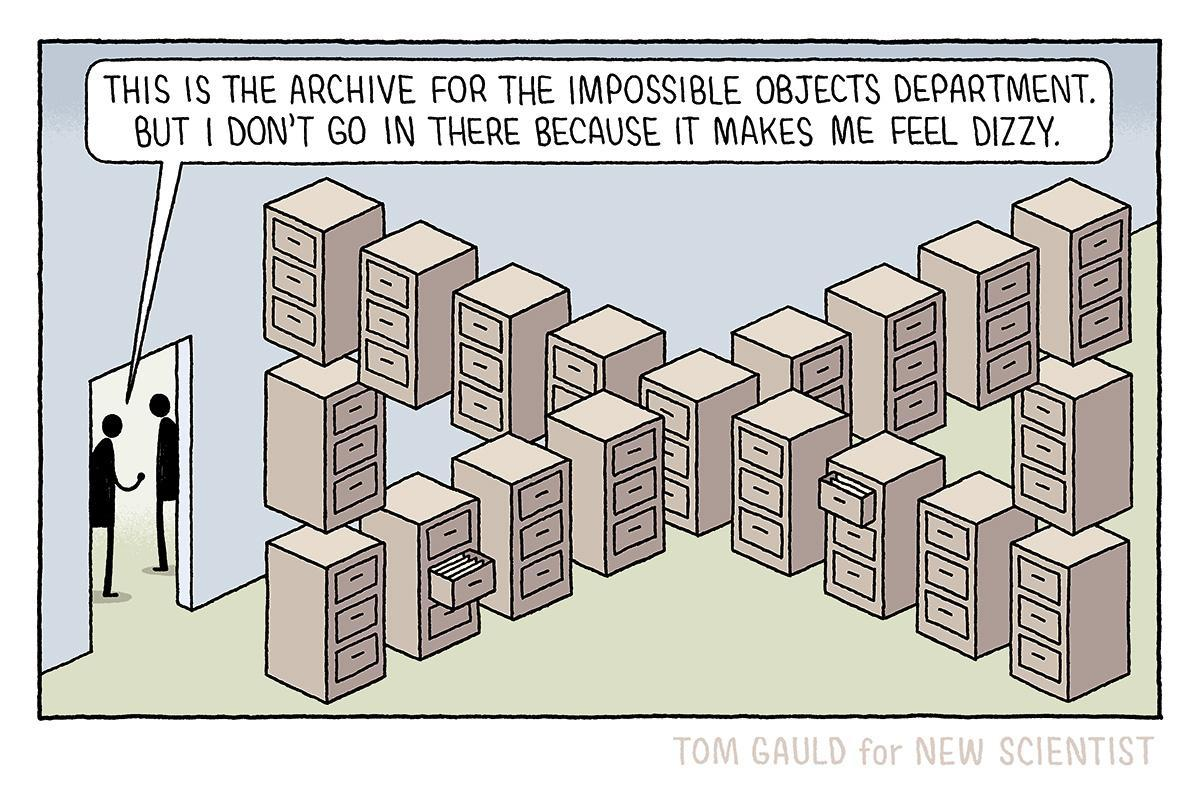 THIS IS THE ARCHIVE FOR THE IMPOSSIBLE OBJECTS DEPARTMENT.
BUT I DON'T GO IN THERE BECAUSE IT MAKES ME FEEL DIZZY.
TOM GAULD for NEW SCIENTIST